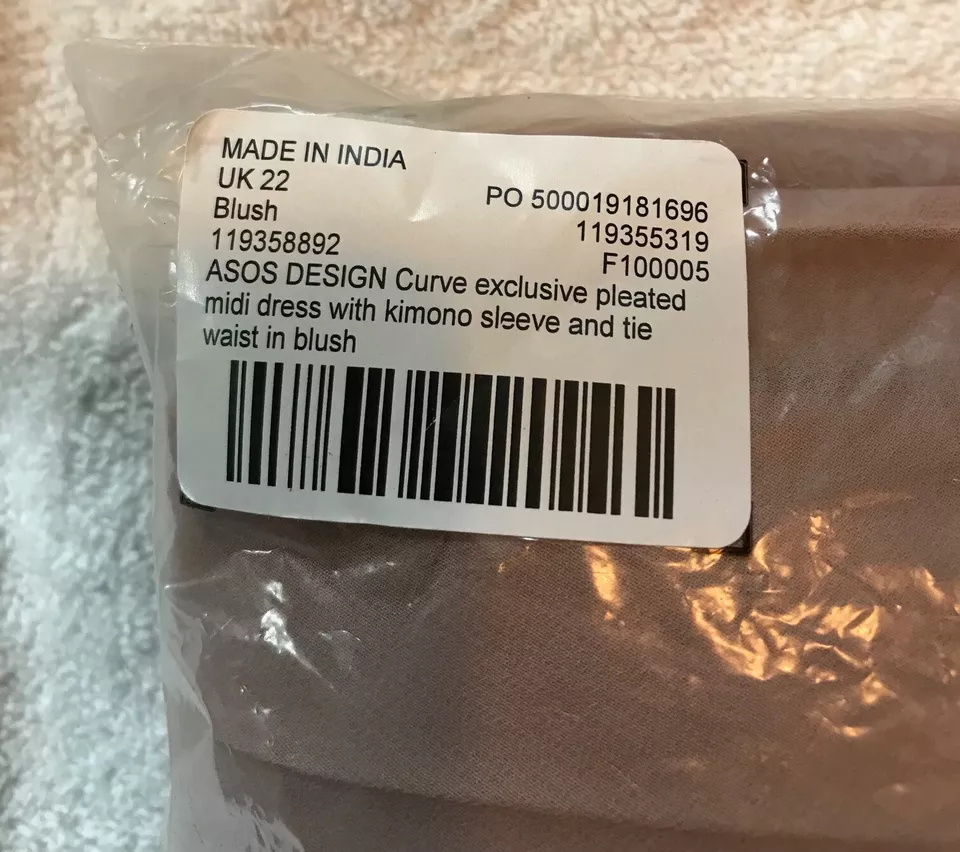 MADE IN INDIA
UK 22
Blush
119358892
PO 500019181696
119355319
F100005
ASOS DESIGN Curve exclusive pleated
midi dress with kimono sleeve and tie
waist in blush